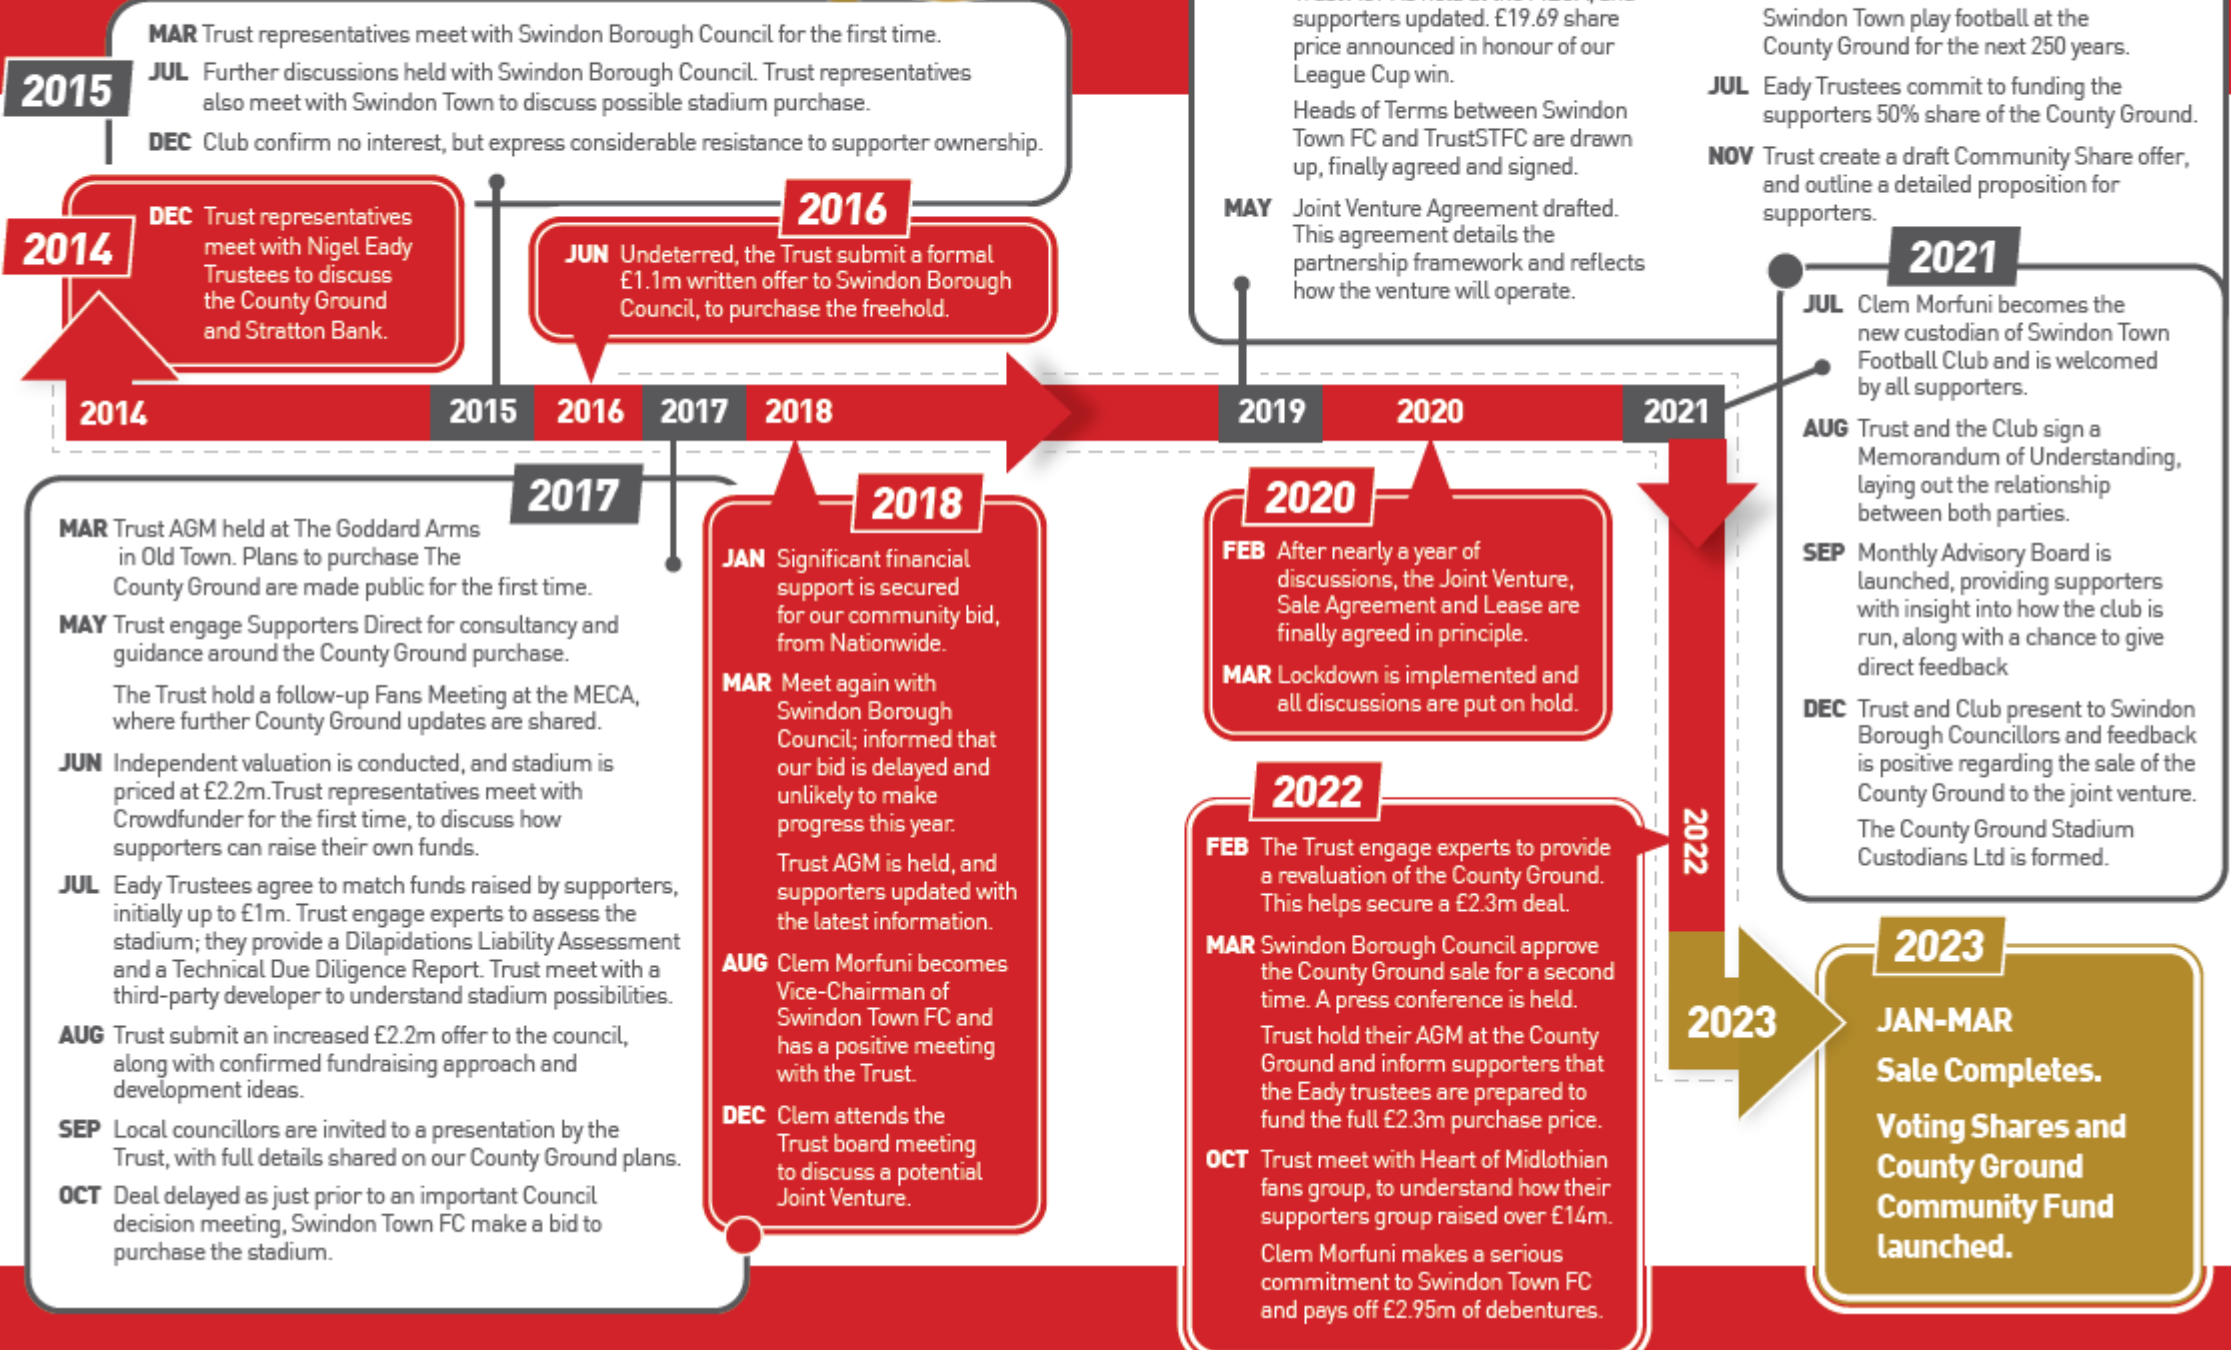 MAR Trust representatives meet with Swindon Borough Council for the first time.
2015
JUL Further discussions held with Swindon Borough Council. Trust representatives
also meet with Swindon Town to discuss possible stadium purchase.
DEC Club confirm no interest, but express considerable resistance to supporter ownership.
2014
DEC Trust representatives
meet with Nigel Eady
Trustees to discuss
the County Ground
and Stratton Bank.
2016
JUN Undeterred, the Trust submit a formal
£1.1m written offer to Swindon Borough
Council, to purchase the freehold.
supporters updated. £19.69 share
price announced in honour of our
League Cup win.
Heads of Terms between Swindon
Town FC and TrustSTFC are drawn
up, finally agreed and signed.
MAY Joint Venture Agreement drafted.
This agreement details the
partnership framework and reflects
how the venture will operate.
Swindon Town play football at the
County Ground for the next 250 years.
JUL Eady Trustees commit to funding the
supporters 50% share of the County Ground.
NOV Trust create a draft Community Share offer,
and outline a detailed proposition for
supporters.
2014 2015 2016 2017 2018 2019 2020 2021
2017
MAR Trust AGM held at The Goddard Arms
in Old Town. Plans to purchase The
County Ground are made public for the first time.
MAY Trust engage Supporters Direct for consultancy and
guidance around the County Ground purchase.
The Trust hold a follow-up Fans Meeting at the MECA,
where further County Ground updates are shared.
JUN Independent valuation is conducted, and stadium is
priced at £2.2m.Trust representatives meet with
Crowdfunder for the first time, to discuss how
supporters can raise their own funds.
JUL Eady Trustees agree to match funds raised by supporters,
initially up to £1m. Trust engage experts to assess the
stadium; they provide a Dilapidations Liability Assessment
and a Technical Due Diligence Report. Trust meet with a
third-party developer to understand stadium possibilities.
AUG Trust submit an increased £2.2m offer to the council,
along with confirmed fundraising approach and
development ideas.
SEP Local councillors are invited to a presentation by the
Trust, with full details shared on our County Ground plans.
OCT Deal delayed as just prior to an important Council
decision meeting, Swindon Town FC make a bid to
purchase the stadium.
2018
JAN Significant financial
support is secured
for our community bid,
from Nationwide.
MAR Meet again with
Swindon Borough
Council; informed that
our bid is delayed and
unlikely to make
progress this year.
Trust AGM is held, and
supporters updated with
the latest information.
AUG Clem Morfuni becomes
Vice-Chairman of
Swindon Town FC and
has a positive meeting
with the Trust.
DEC Clem attends the
Trust board meeting
to discuss a potential
Joint Venture.
2020
FEB After nearly a year of
discussions, the Joint Venture,
Sale Agreement and Lease are
finally agreed in principle.
MAR Lockdown is implemented and
all discussions are put on hold.
2021
JUL Clem Morfuni becomes the
new custodian of Swindon Town
Football Club and is welcomed
by all supporters.
AUG Trust and the Club sign a
Memorandum of Understanding,
laying out the relationship
between both parties.
SEP Monthly Advisory Board is
launched, providing supporters
with insight into how the club is
run, along with a chance to give
direct feedback
DEC Trust and Club present to Swindon
Borough Councillors and feedback
is positive regarding the sale of the
County Ground to the joint venture.
The County Ground Stadium
Custodians Ltd is formed.
2022
2022
FEB The Trust engage experts to provide
a revaluation of the County Ground.
This helps secure a £2.3m deal.
MAR Swindon Borough Council approve
the County Ground sale for a second
time. A press conference is held.
Trust hold their AGM at the County
Ground and inform supporters that
the Eady trustees are prepared to
fund the full £2.3m purchase price.
OCT Trust meet with Heart of Midlothian
fans group, to understand how their
supporters group raised over £14m.
Clem Morfuni makes a serious
commitment to Swindon Town FC
and pays off £2.95m of debentures.
2023
2023
JAN-MAR
Sale Completes.
Voting Shares and
County Ground
Community Fund
launched.